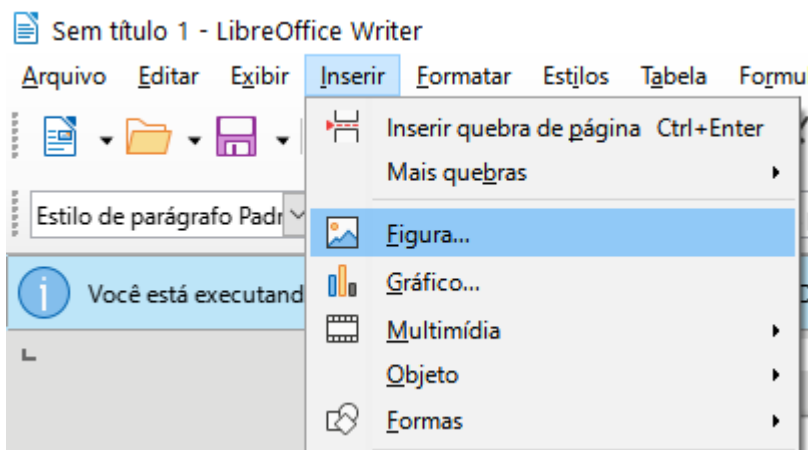 Sem título 1 - LibreOffice Writer
Arquivo Editar Exibir Inserir Formatar Estilos Tabela Formu
Inserir quebra de página Ctrl+Enter
Mais quebras
Estilo de parágrafo Padr
Figura...
Você está executand
Gráfico...
Multimídia
Objeto
Formas